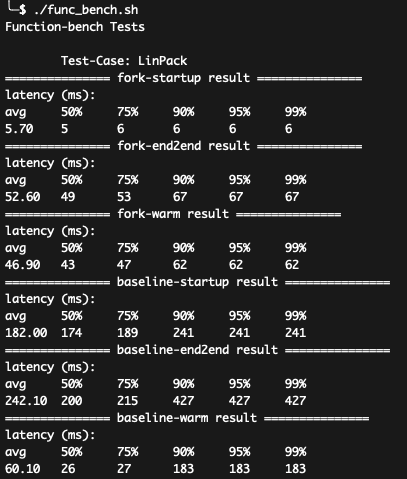 └─$ ./func_bench.sh
Function-bench Tests
Test-Case: LinPack
=============== fork-startup result ===============
latency (ms):
avg 50% 75% 90% 95% 99%
5.70 5 6 6 6 6
=============== fork-end2end result ===============
latency (ms):
avg 50% 75% 90% 95% 99%
52.60 49 53 67 67 67
=============== fork-warm result ===============
latency (ms):
avg 50% 75% 90% 95% 99%
46.90 43 47 62 62 62
=============== baseline-startup result ===============
latency (ms):
avg 50% 75% 90% 95% 99%
182.00 174 189 241 241 241
=============== baseline-end2end result ===============
latency (ms):
avg 50% 75% 90% 95% 99%
242.10 200 215 427 427 427
=============== baseline-warm result ===============
latency (ms):
avg 50% 75% 90% 95% 99%
60.10 26 27 183 183 183